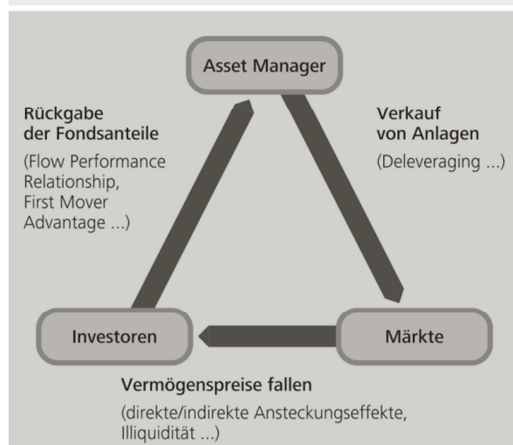 Asset Manager
Rückgabe
der Fondsanteile
(Flow Performance
Relationship,
First Mover
Advantage ...)
Verkauf
von Anlagen
(Deleveraging ...)
Investoren
Märkte
Vermögenspreise fallen
(direkte/indirekte Ansteckungseffekte,
Illiquidität ...)